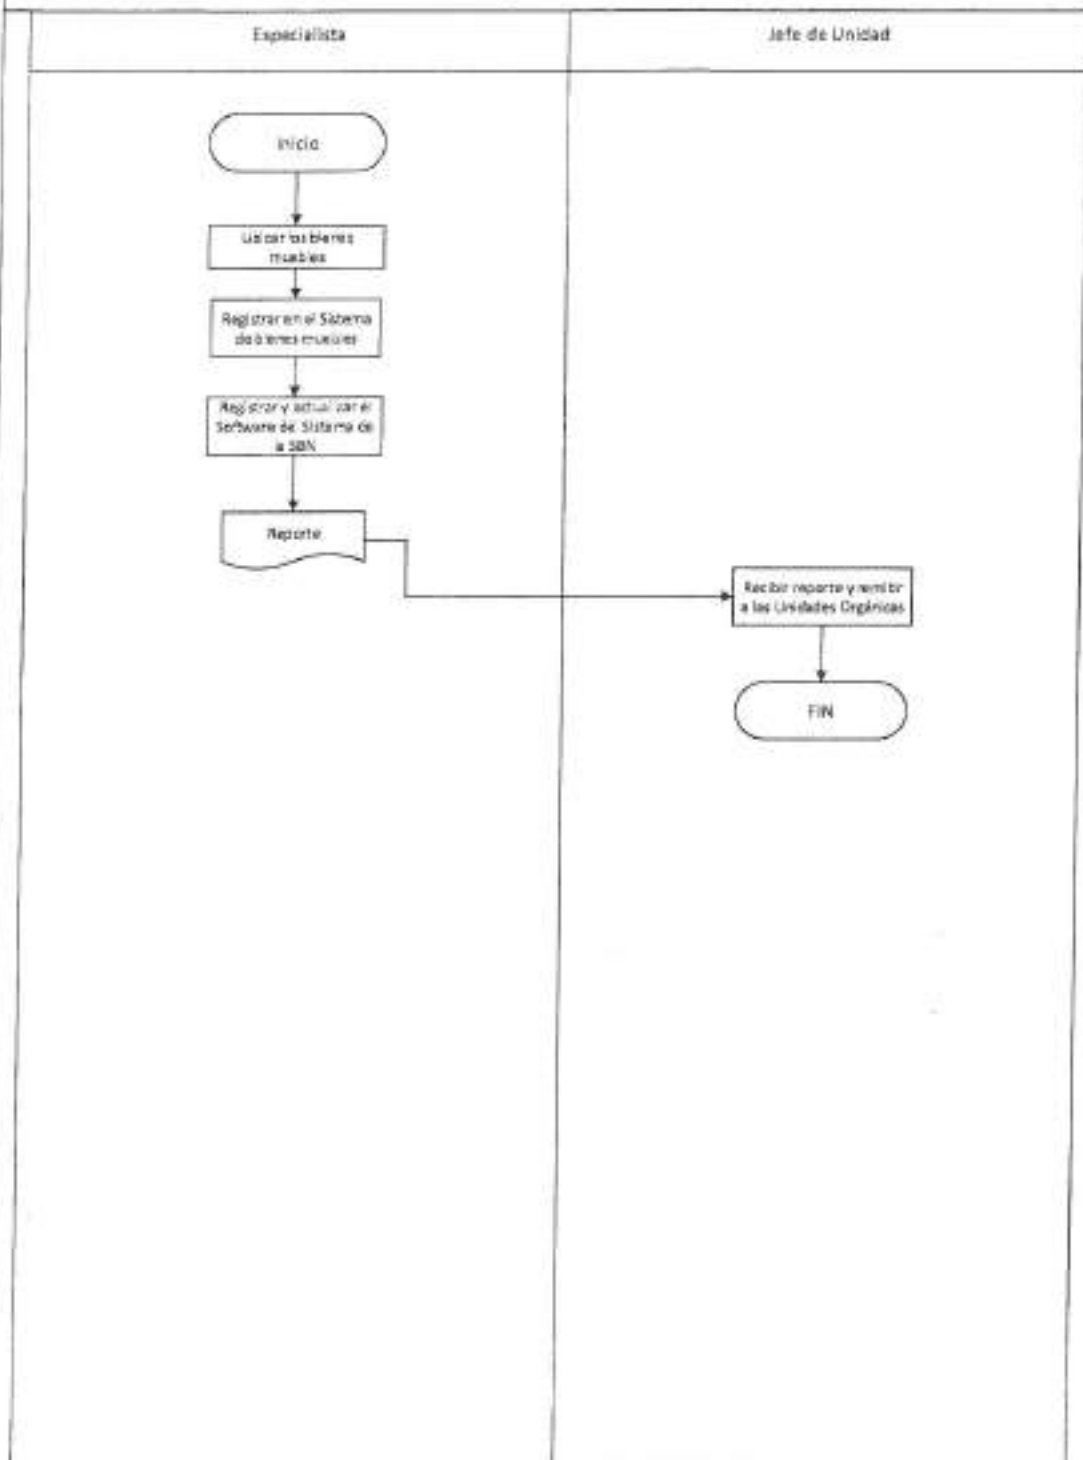 Especialista
Jefe de Unidad
Inicio
Ubicar los bienes
muebles
Registrar en el Sistema
de bienes muebles
Registrar y actualizar el
Software del Sistema de
la SBN
Reporte
Recibir reporte y remitir
a las Unidades Orgánicas
FIN